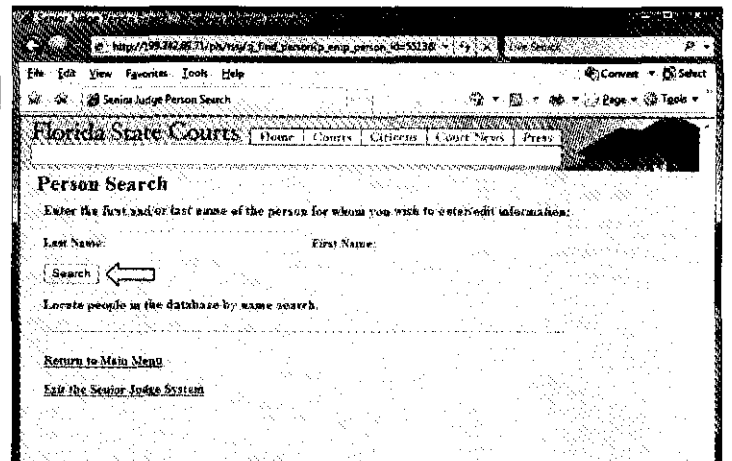 Senior Judge
File Edit View Favorites Tools Help
Convert Select
Senior Judge Person Search
Page Tools
Florida State Courts Home Courts Citizens Court News Press
Person Search
Enter the first and/or last name of the person for whom you wish to enter/edit information:
Last Name: First Name:
Search
Locate people in the database by name search.
Return to Main Menu
Exit the Senior Judge System